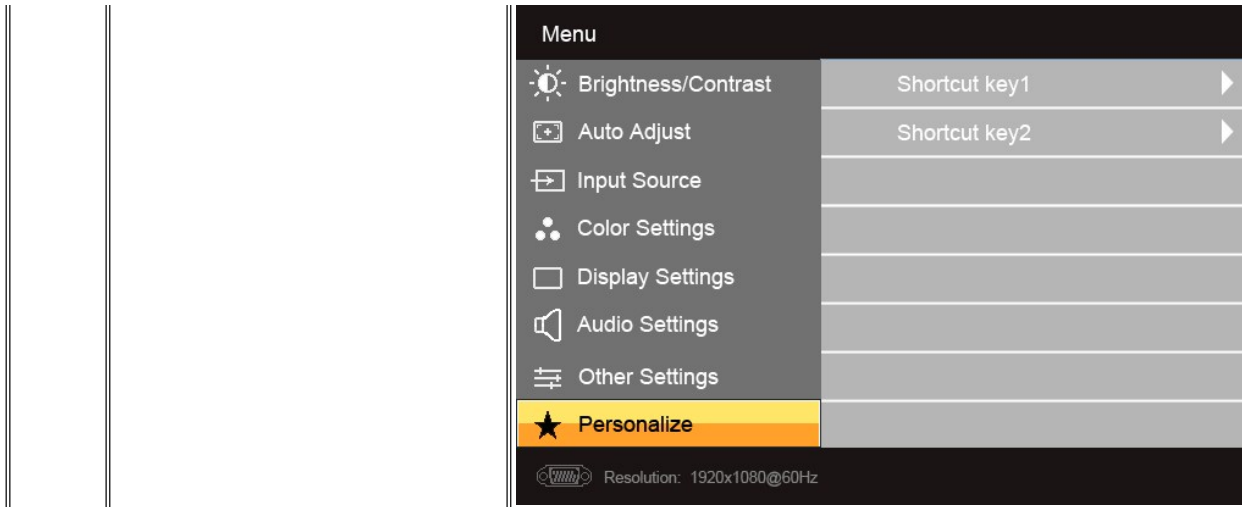 Menu
Brightness/Contrast
Shortcut key1
Auto Adjust
Shortcut key2
Input Source
Color Settings
Display Settings
Audio Settings
Other Settings
Personalize
Resolution: 1920x1080@60Hz